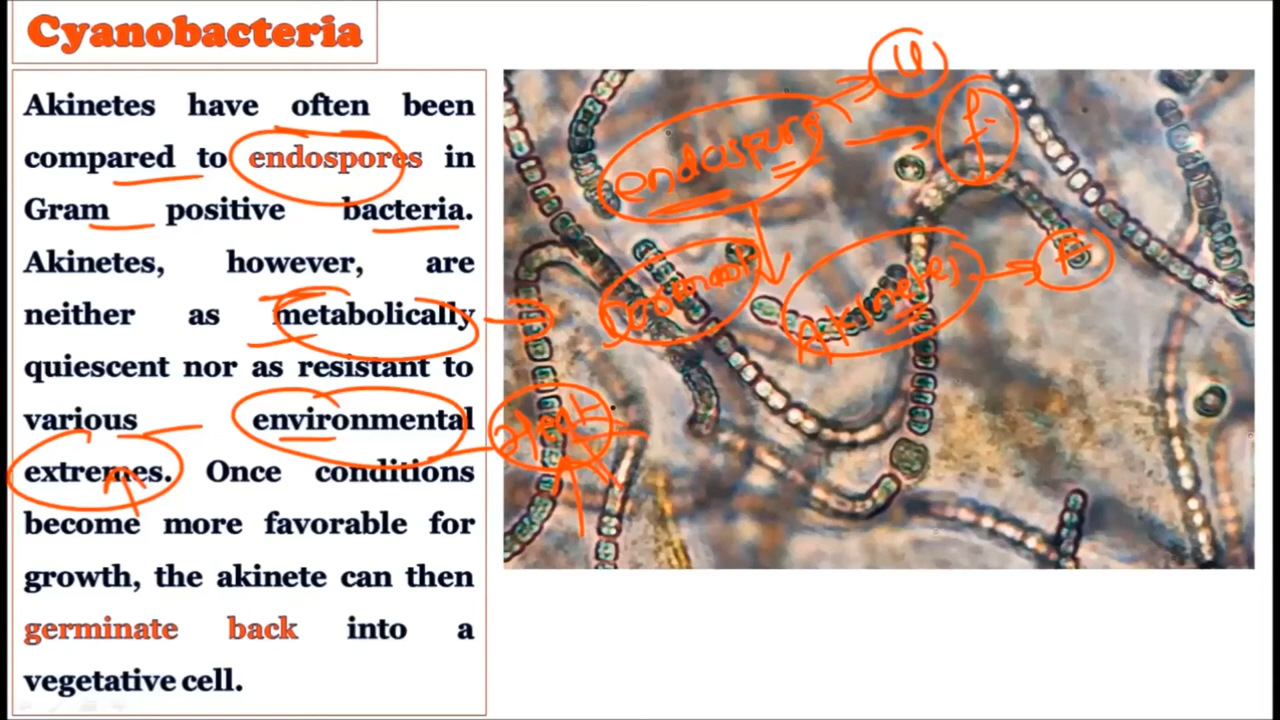 Cyanobacteria
Akinetes have often been
compared to endospores in
Gram positive bacteria.
Akinetes, however, are
neither as metabolically
quiescent nor as resistant to
various environmental
extremes. Once conditions
become more favorable for
growth, the akinete can then
germinate back into a
vegetative cell.
endospore
Akinetes